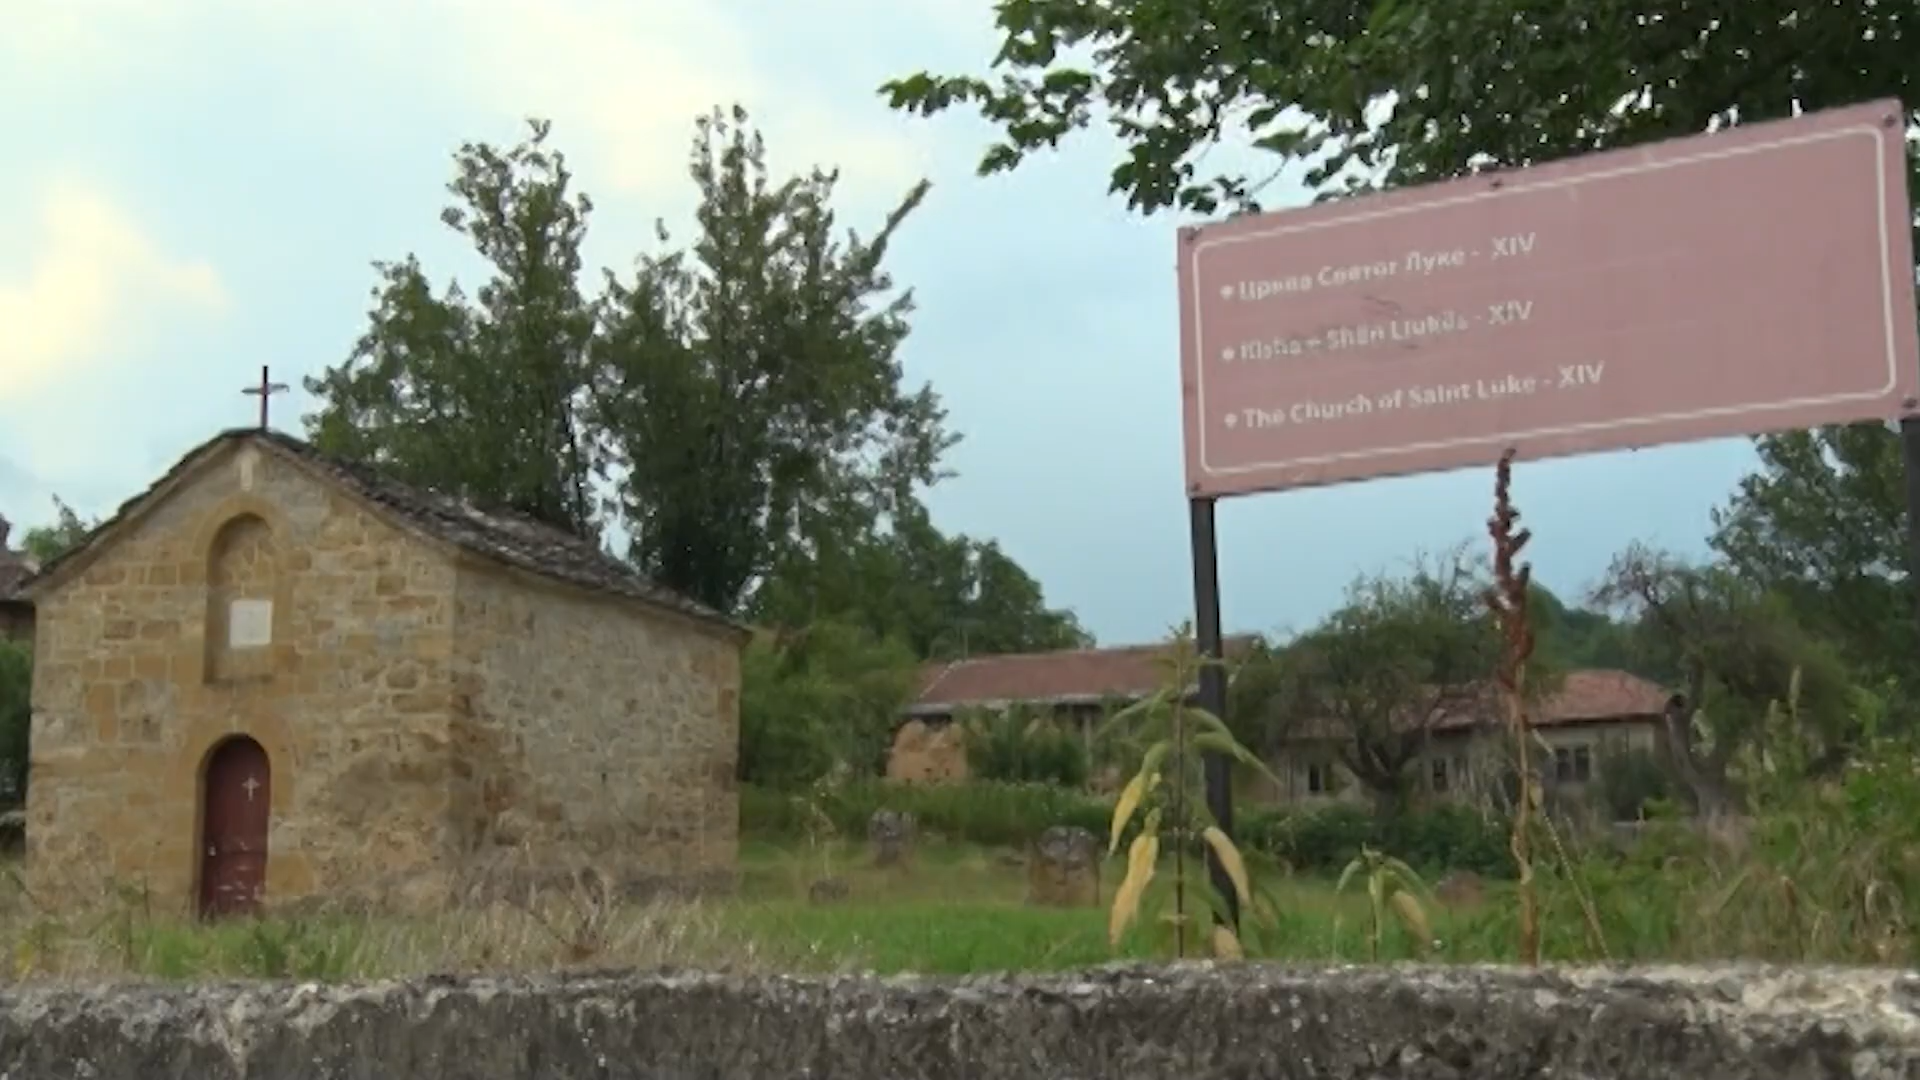 • Црква Светог Луке - XIV
• Kisha e Shën Llukës - XIV
• The Church of Saint Luke - XIV